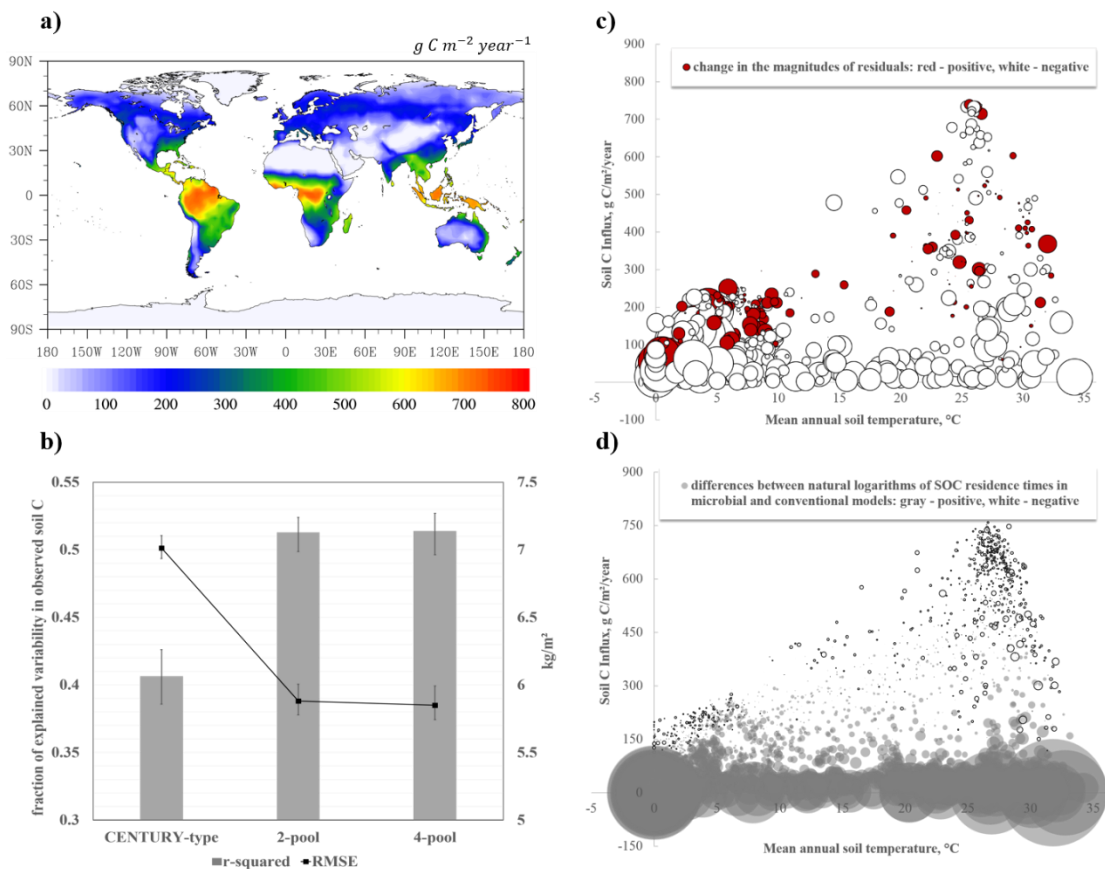 a)
g C m⁻² year⁻¹
90N
60N
30N
0
30S
60S
90S
180 150W 120W 90W 60W 30W 0 30E 60E 90E 120E 150E 180
0 100 200 300 400 500 600 700 800
b)
fraction of explained variability in observed soil C
0.55
0.5
0.45
0.4
0.35
0.3
7.5
7
6.5
6
5.5
5
kg/m²
CENTURY-type 2-pool 4-pool
r-squared RMSE
c)
Soil C Influx, g C/m²/year
900
800
700
600
500
400
300
200
100
0
-100
change in the magnitudes of residuals: red - positive, white - negative
-5 0 5 10 15 20 25 30 35
Mean annual soil temperature, °C
d)
Soil C Influx, g C/m²/year
900
750
600
450
300
150
0
-150
differences between natural logarithms of SOC residence times in
microbial and conventional models: gray - positive, white - negative
-5 0 5 10 15 20 25 30 35
Mean annual soil temperature, °C